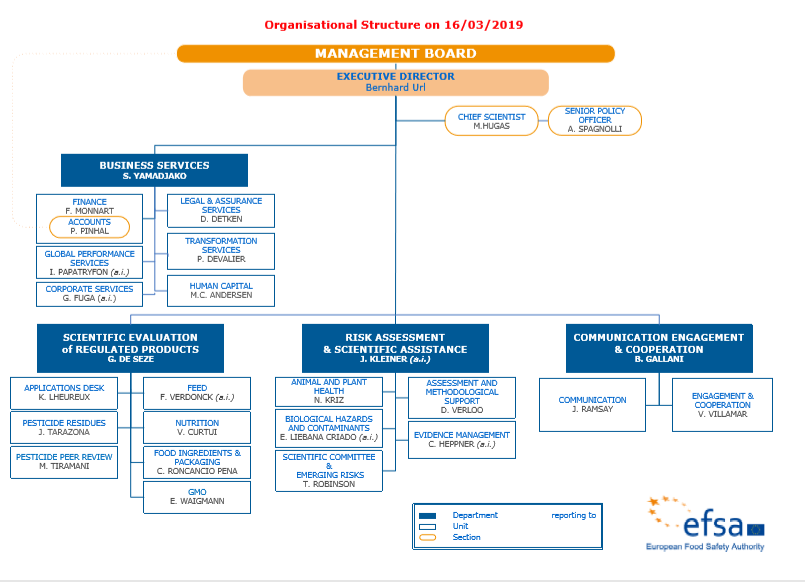 Organisational Structure on 16/03/2019
MANAGEMENT BOARD
EXECUTIVE DIRECTOR
Bernhard Url
CHIEF SCIENTIST
M.HUGAS
SENIOR POLICY
OFFICER
A. SPAGNOLLI
BUSINESS SERVICES
S. YAMADJAKO
FINANCE
F. MONNART
ACCOUNTS
P. PINHAL
LEGAL & ASSURANCE
SERVICES
D. DETKEN
GLOBAL PERFORMANCE
SERVICES
I. PAPATRYFON (a.i.)
TRANSFORMATION
SERVICES
P. DEVALIER
CORPORATE SERVICES
G. FUGA (a.i.)
HUMAN CAPITAL
M.C. ANDERSEN
SCIENTIFIC EVALUATION
of REGULATED PRODUCTS
G. DE SEZE
APPLICATIONS DESK
K. LHEUREUX
FEED
F. VERDONCK (a.i.)
PESTICIDE RESIDUES
J. TARAZONA
NUTRITION
V. CURTUI
PESTICIDE PEER REVIEW
M. TIRAMANI
FOOD INGREDIENTS &
PACKAGING
C. RONCANCIO PENA
GMO
E. WAIGMANN
RISK ASSESSMENT
& SCIENTIFIC ASSISTANCE
J. KLEINER (a.i.)
ANIMAL AND PLANT
HEALTH
N. KRIZ
ASSESSMENT AND
METHODOLOGICAL
SUPPORT
D. VERLOO
BIOLOGICAL HAZARDS
AND CONTAMINANTS
E. LIEBANA CRIADO (a.i.)
EVIDENCE MANAGEMENT
C. HEPPNER (a.i.)
SCIENTIFIC COMMITTEE
&
EMERGING RISKS
T. ROBINSON
COMMUNICATION ENGAGEMENT
& COOPERATION
B. GALLANI
COMMUNICATION
J. RAMSAY
ENGAGEMENT &
COOPERATION
V. VILLAMAR
Department reporting to
Unit
Section
efsa
European Food Safety Authority